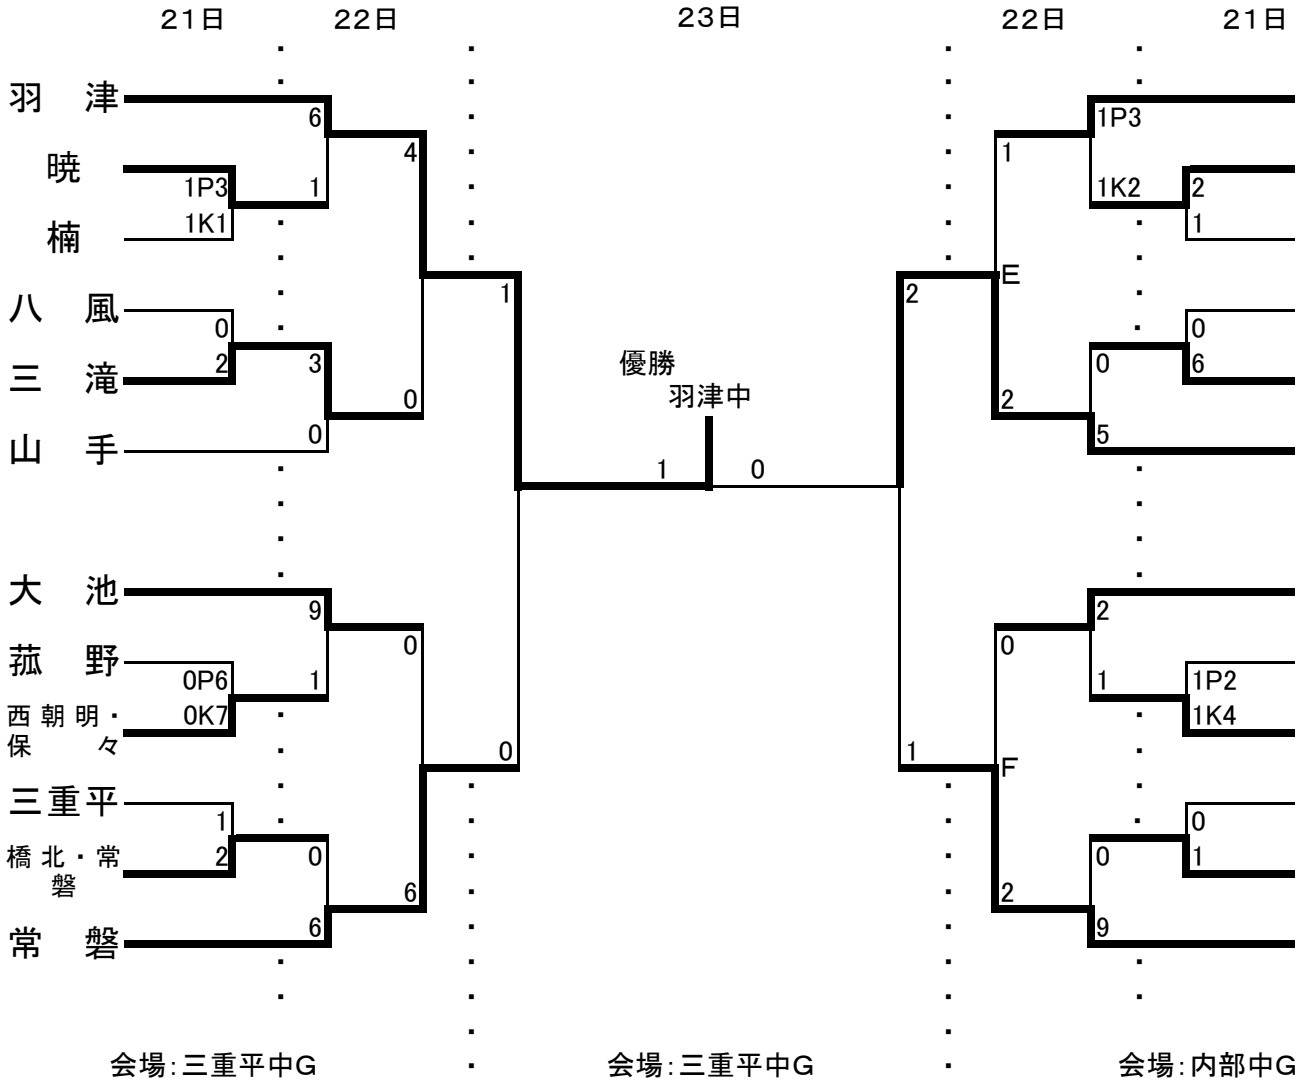 21日 22日 23日 22日 21日
羽 津
6 1P3
4 1
暁
1P3 1 1K2 2
1K1 1
楠
E
1 2
八 風
0 0
2 3 0 6
三 滝
優勝
羽津中
0 2
0 5
山 手
1 0
大 池
9 2
0 0
菰 野
0P6 1 1 1P2
西朝明・ 0K7 1K4
保 々
0 1
F
三重平
1 0
橋北・常 2 0 0 1
磐
6 2
6 9
常 磐
会場:三重平中G 会場:三重平中G 会場:内部中G